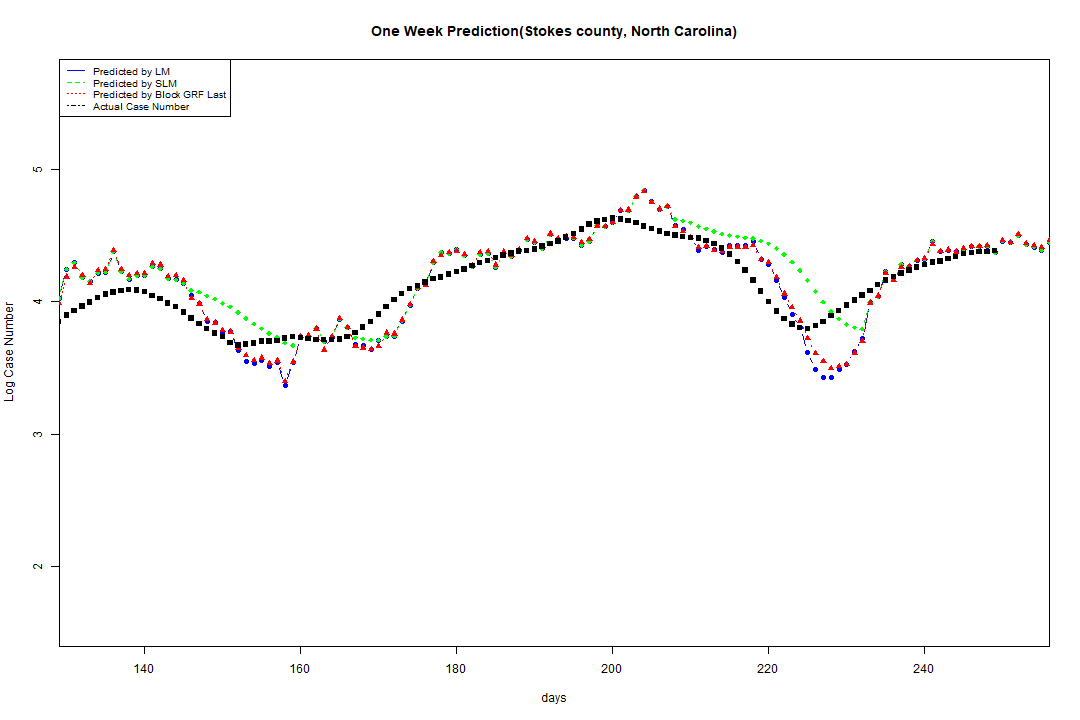 One Week Prediction(Stokes county, North Carolina)
Predicted by LM
Predicted by SLM
Predicted by Block GRF Last
Actual Case Number
5
4
3
2
Log Case Number
140 160 180 200 220 240
days